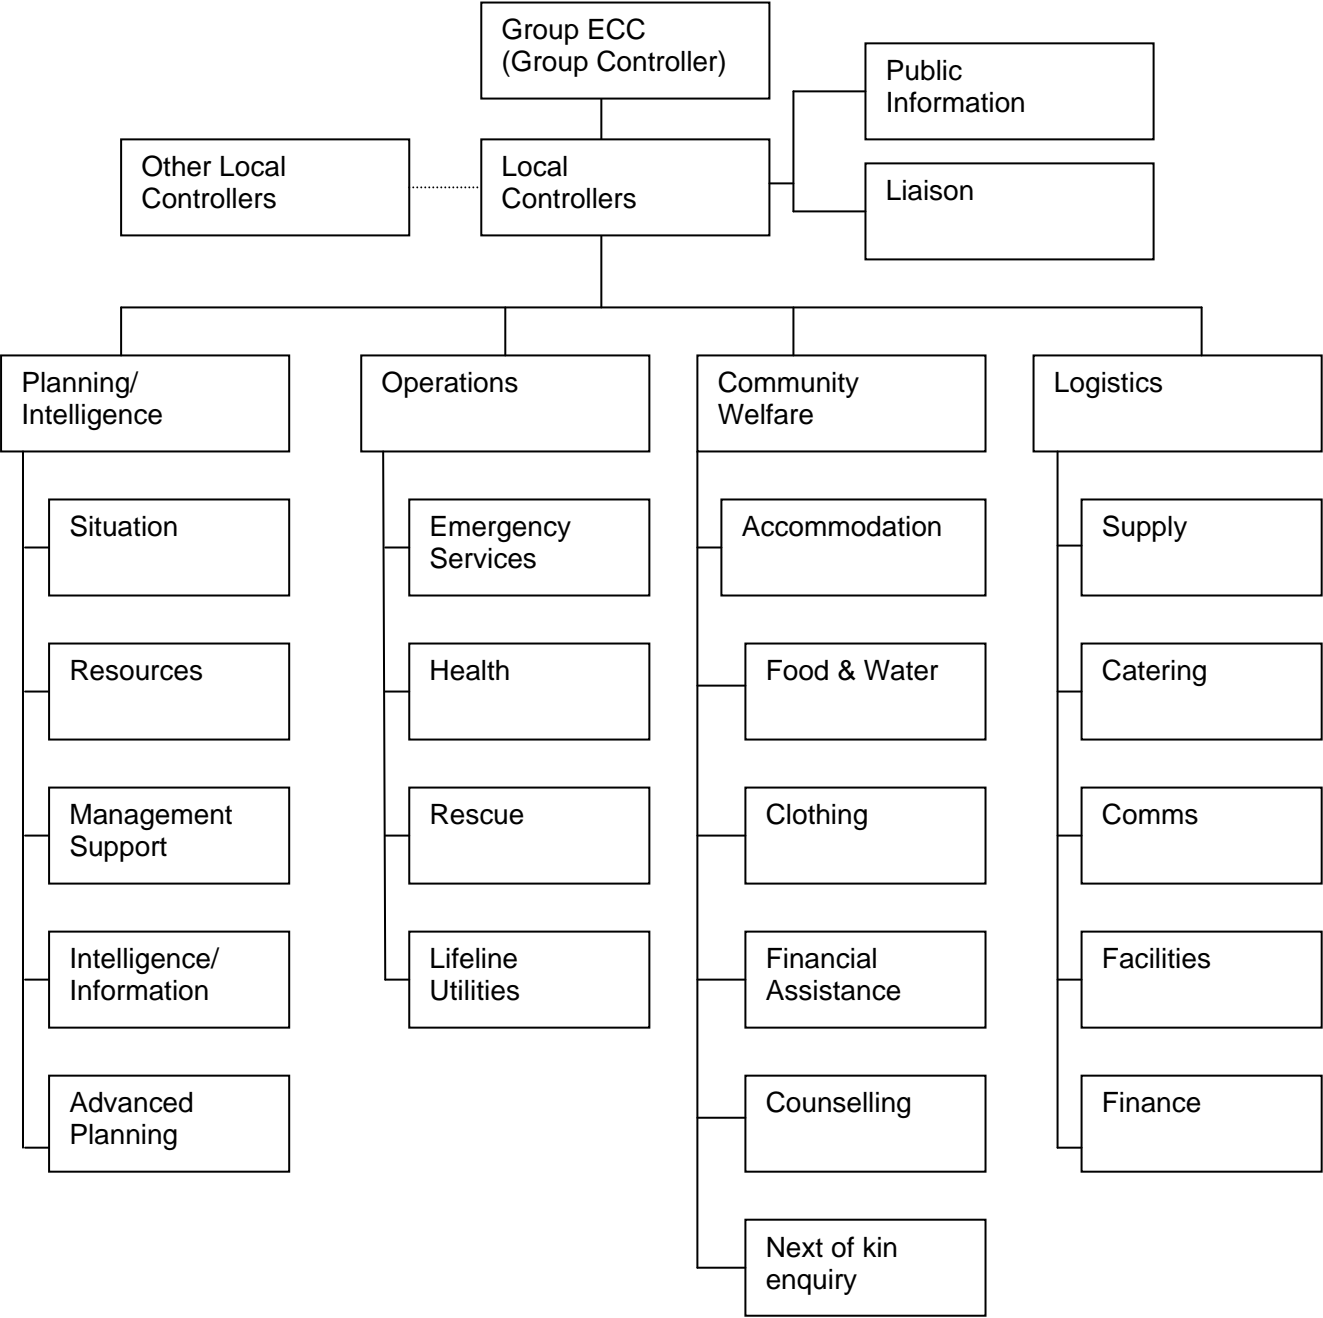 Group ECC
(Group Controller)
Public
Information
Other Local
Controllers
Local
Controllers
Liaison
Planning/
Intelligence
Operations
Community
Welfare
Logistics
Situation
Emergency
Services
Accommodation
Supply
Resources
Health
Food & Water
Catering
Management
Support
Rescue
Clothing
Comms
Intelligence/
Information
Lifeline
Utilities
Financial
Assistance
Facilities
Advanced
Planning
Counselling
Finance
Next of kin
enquiry